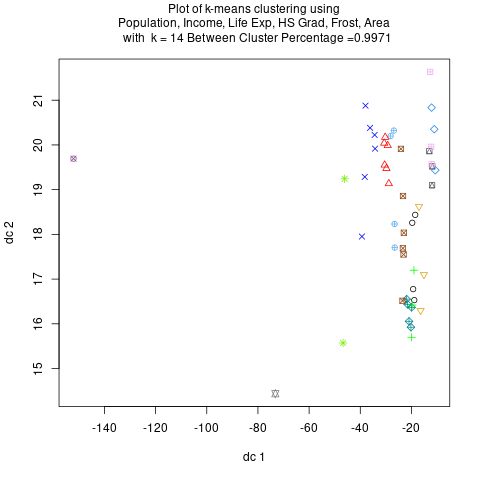 Plot of k-means clustering using
Population, Income, Life Exp, HS Grad, Frost, Area
with k = 14 Between Cluster Percentage =0.9971
21
20
19
18
17
16
15
dc 2
-140
-120
-100
-80
-60
-40
-20
dc 1